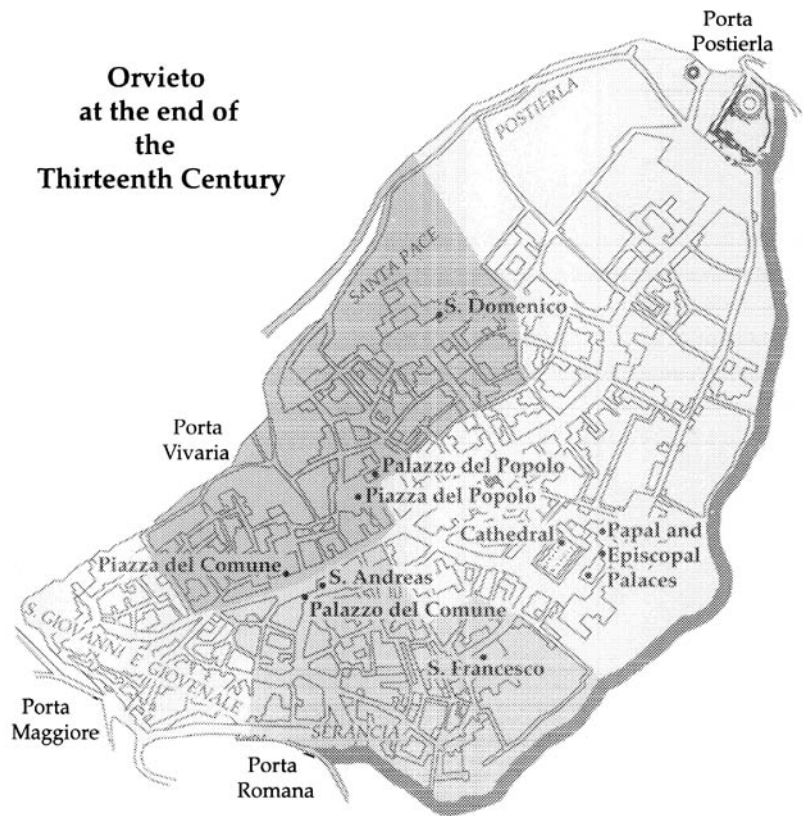 Porta
Postierla
Orvieto
at the end of
the
Thirteenth Century
POSTIERLA
SANTA PACE
S. Domenico
Porta
Vivaria
Palazzo del Popolo
Piazza del Popolo
Cathedral
Papal and
Episcopal
Palaces
Piazza del Comune
S. Andreas
Palazzo del Comune
S. GIOVANNI E GIOVENALE
S. Francesco
Porta
Maggiore
SERANCIA
Porta
Romana